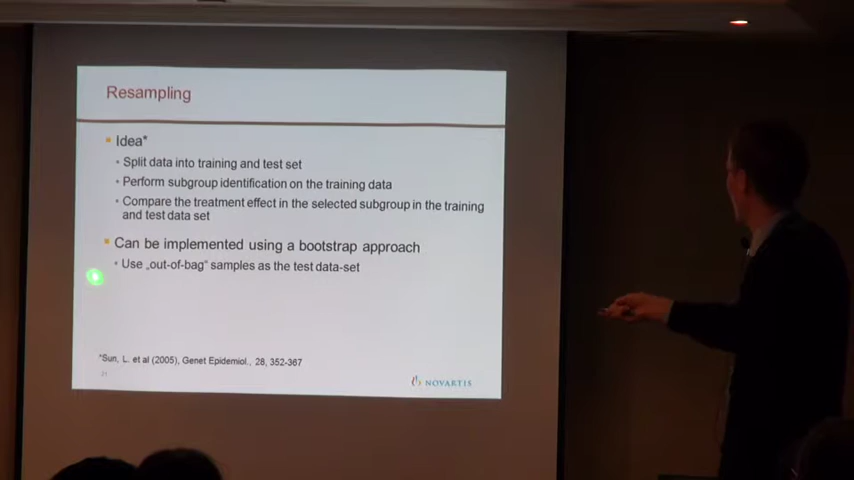 Resampling
Idea*
Split data into training and test set
Perform subgroup identification on the training data
Compare the treatment effect in the selected subgroup in the training
and test data set
Can be implemented using a bootstrap approach
Use „out-of-bag“ samples as the test data-set
*Sun, L. et al (2005), Genet Epidemiol., 28, 352-367
NOVARTIS